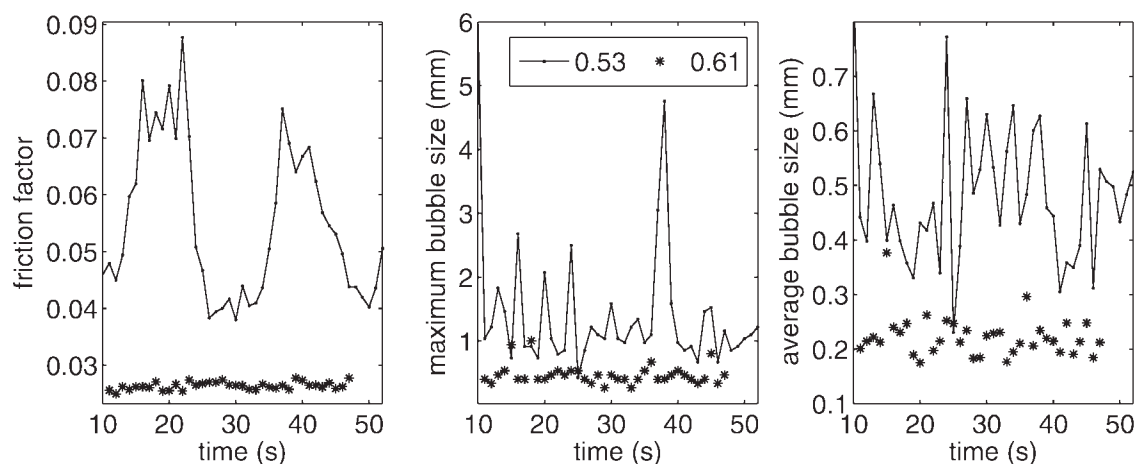 friction factor
0.09
0.08
0.07
0.06
0.05
0.04
0.03
10 20 30 40 50
time (s)
maximum bubble size (mm)
6
5
4
3
2
1
0.53 0.61
10 20 30 40 50
time (s)
average bubble size (mm)
0.7
0.6
0.5
0.4
0.3
0.2
0.1
10 20 30 40 50
time (s)